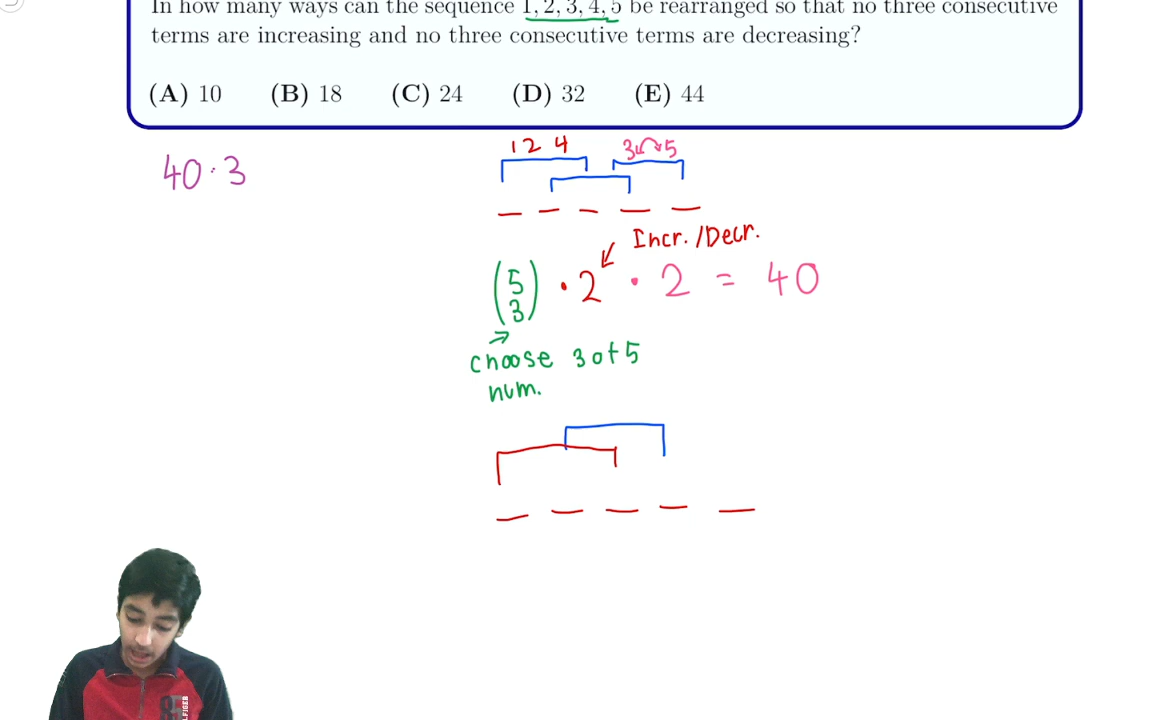 In how many ways can the sequence 1, 2, 3, 4, 5 be rearranged so that no three consecutive
terms are increasing and no three consecutive terms are decreasing?
(A) 10 (B) 18 (C) 24 (D) 32 (E) 44
1 2 4 3 5
40 · 3
Incr. / Decr.
(5 3) · 2 · 2 = 40
choose 3 of 5
num.